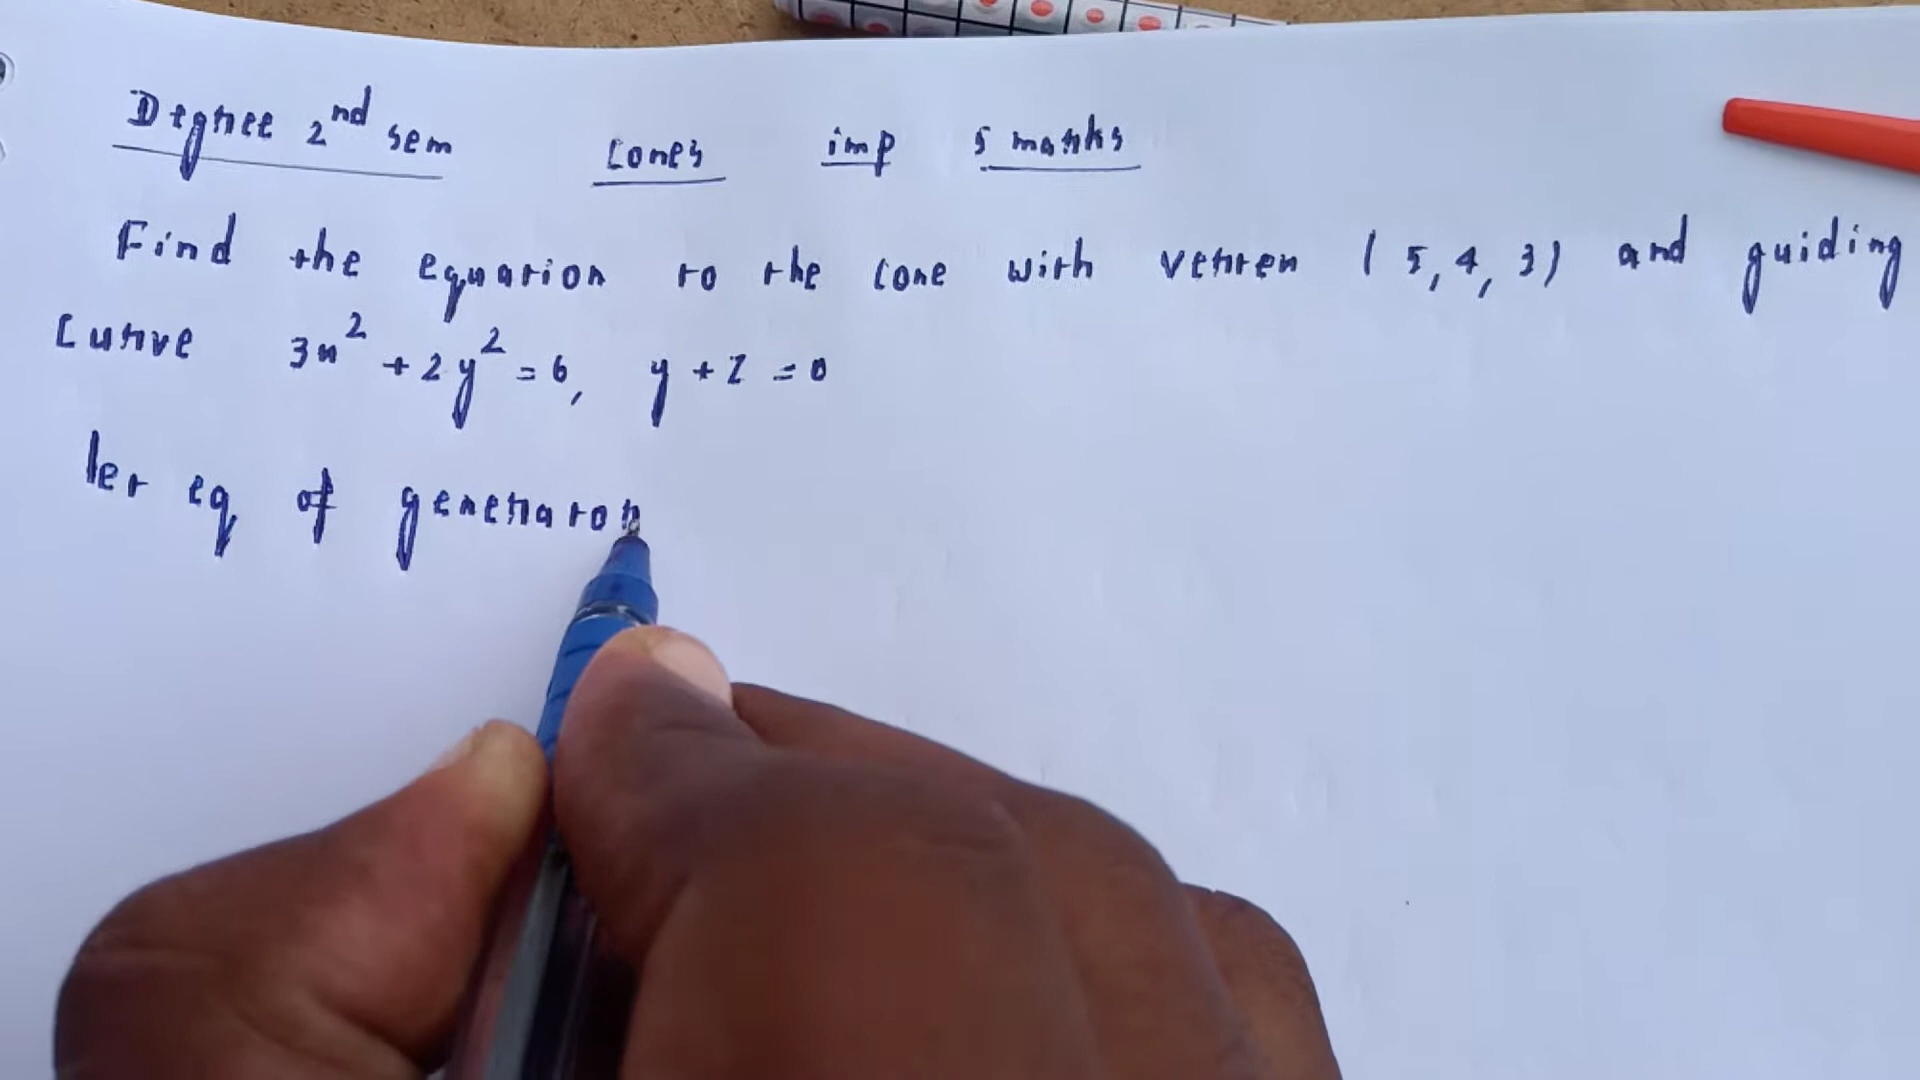 Degree 2nd sem cones imp 5 marks
Find the equation to the cone with vertex (5, 4, 3) and guiding
curve 3x² + 2y² = 6, y + z = 0
let eq of generator